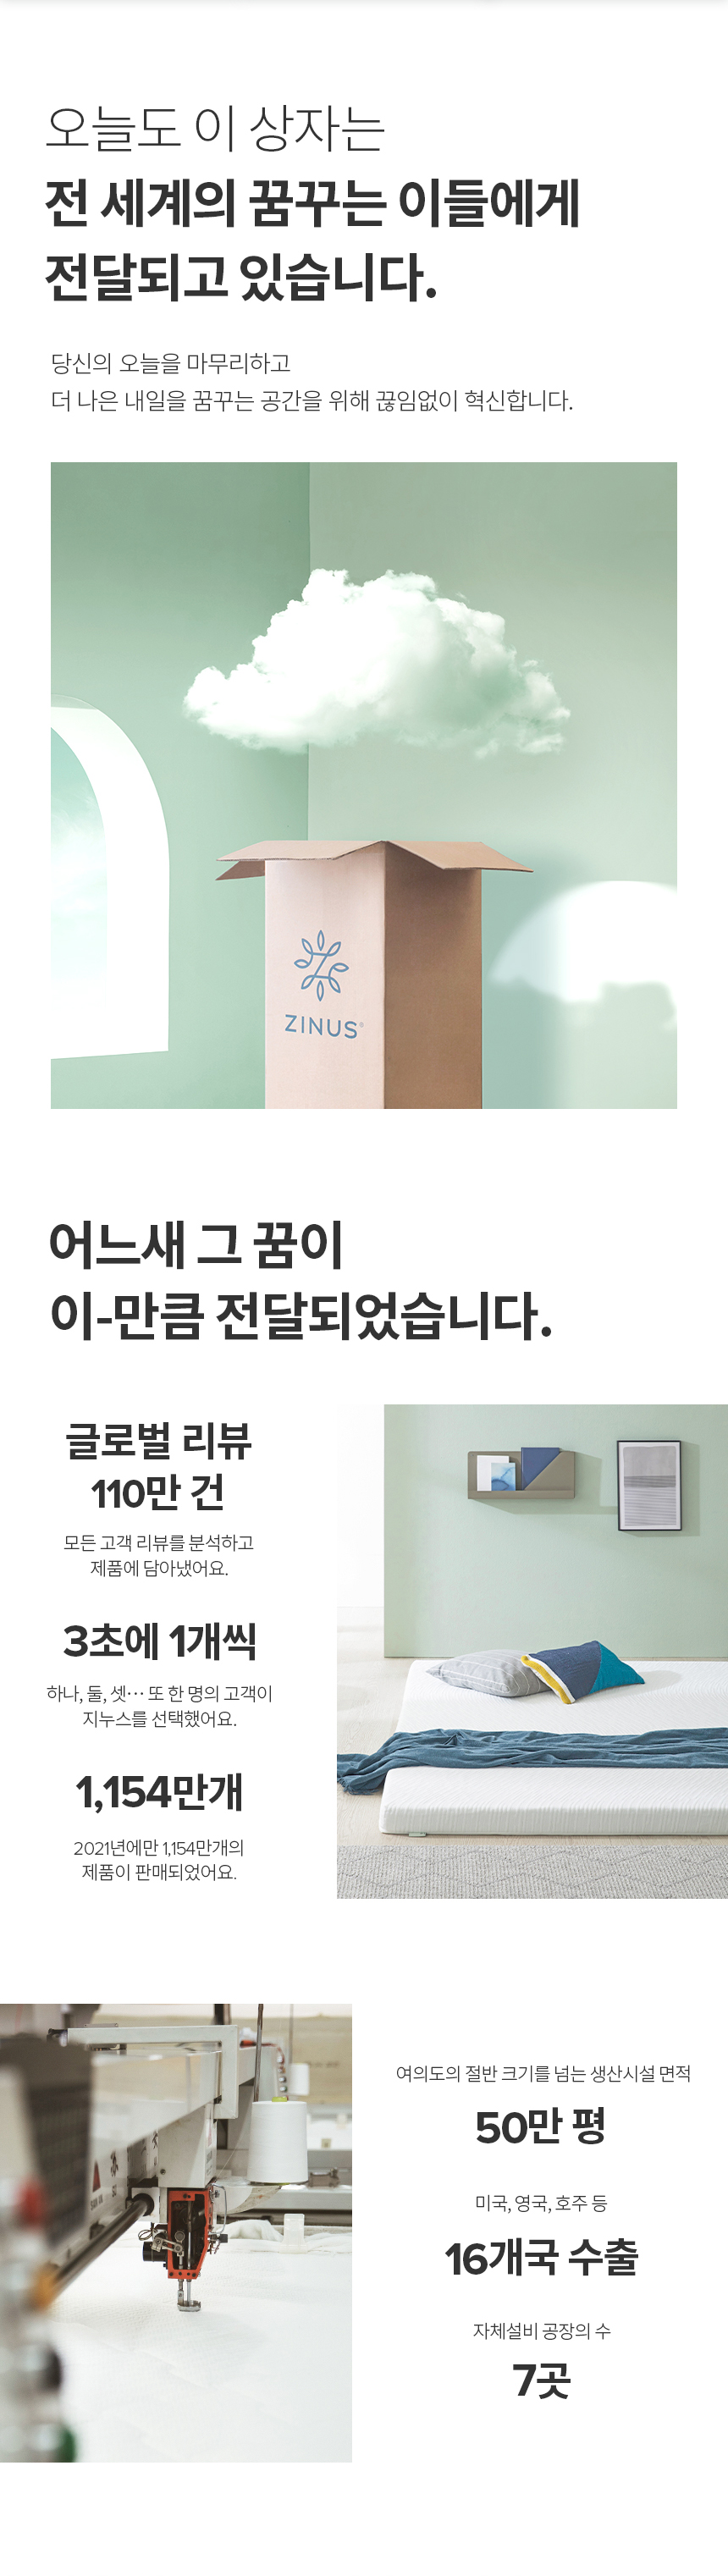 오늘도 이 상자는
전 세계의 꿈꾸는 이들에게
전달되고 있습니다.
당신의 오늘을 마무리하고
더 나은 내일을 꿈꾸는 공간을 위해 끊임없이 혁신합니다.
ZINUS®
어느새 그 꿈이
이-만큼 전달되었습니다.
글로벌 리뷰
110만 건
모든 고객 리뷰를 분석하고
제품에 담아냈어요.
3초에 1개씩
하나, 둘, 셋··· 또 한 명의 고객이
지누스를 선택했어요.
1,154만개
2021년에만 1,154만개의
제품이 판매되었어요.
여의도의 절반 크기를 넘는 생산시설 면적
50만 평
미국, 영국, 호주 등
16개국 수출
자체설비 공장의 수
7곳